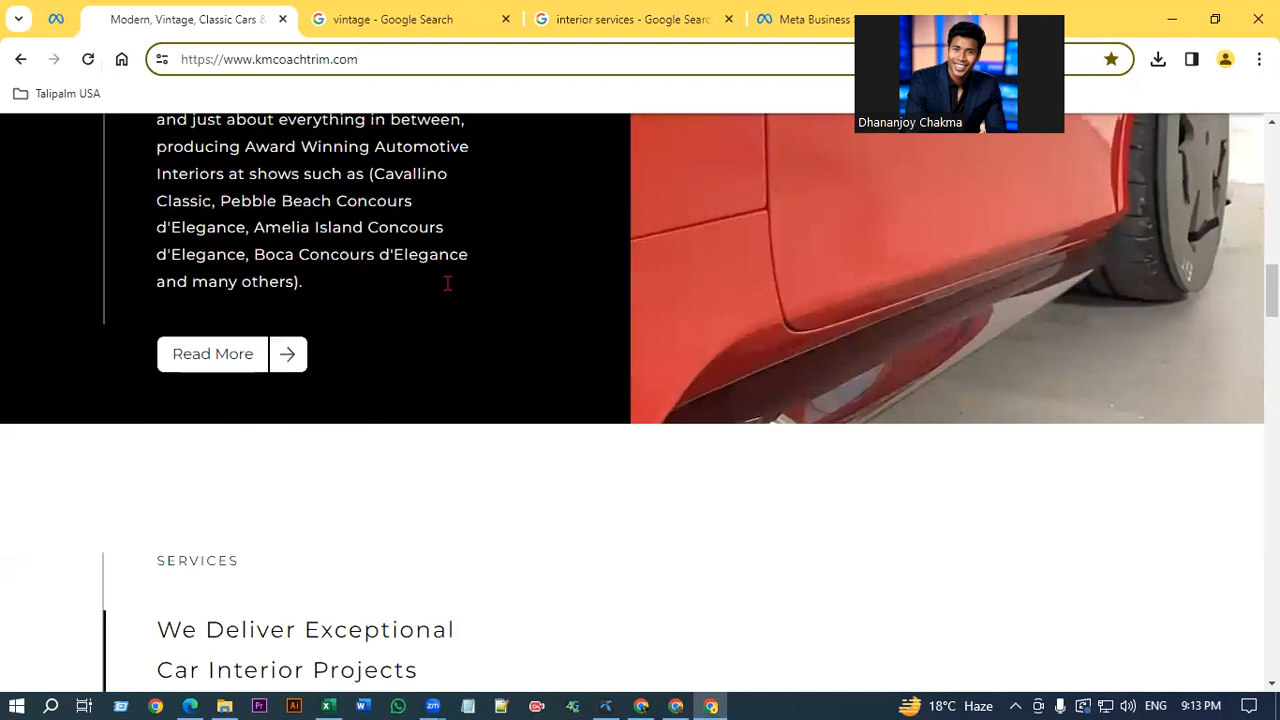 Modern, Vintage, Classic Cars &
vintage - Google Search
interior services - Google Searc
Meta Business
https://www.kmcoachtrim.com
Talipalm USA
Dhananjoy Chakma
and just about everything in between,
producing Award Winning Automotive
Interiors at shows such as (Cavallino
Classic, Pebble Beach Concours
d'Elegance, Amelia Island Concours
d'Elegance, Boca Concours d'Elegance
and many others).
Read More
SERVICES
We Deliver Exceptional
Car Interior Projects
18°C Haze
ENG
9:13 PM